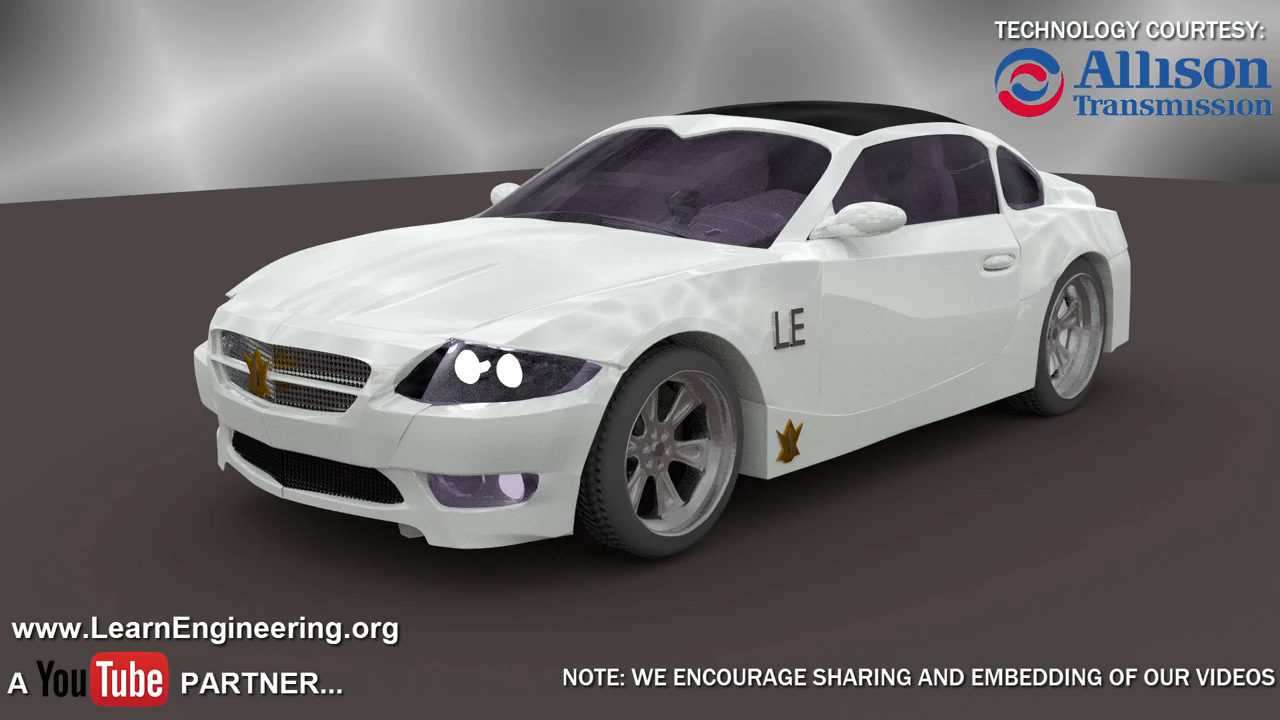 TECHNOLOGY COURTESY:
Allison
Transmission
LE
www.LearnEngineering.org
A YouTube PARTNER...
NOTE: WE ENCOURAGE SHARING AND EMBEDDING OF OUR VIDEOS